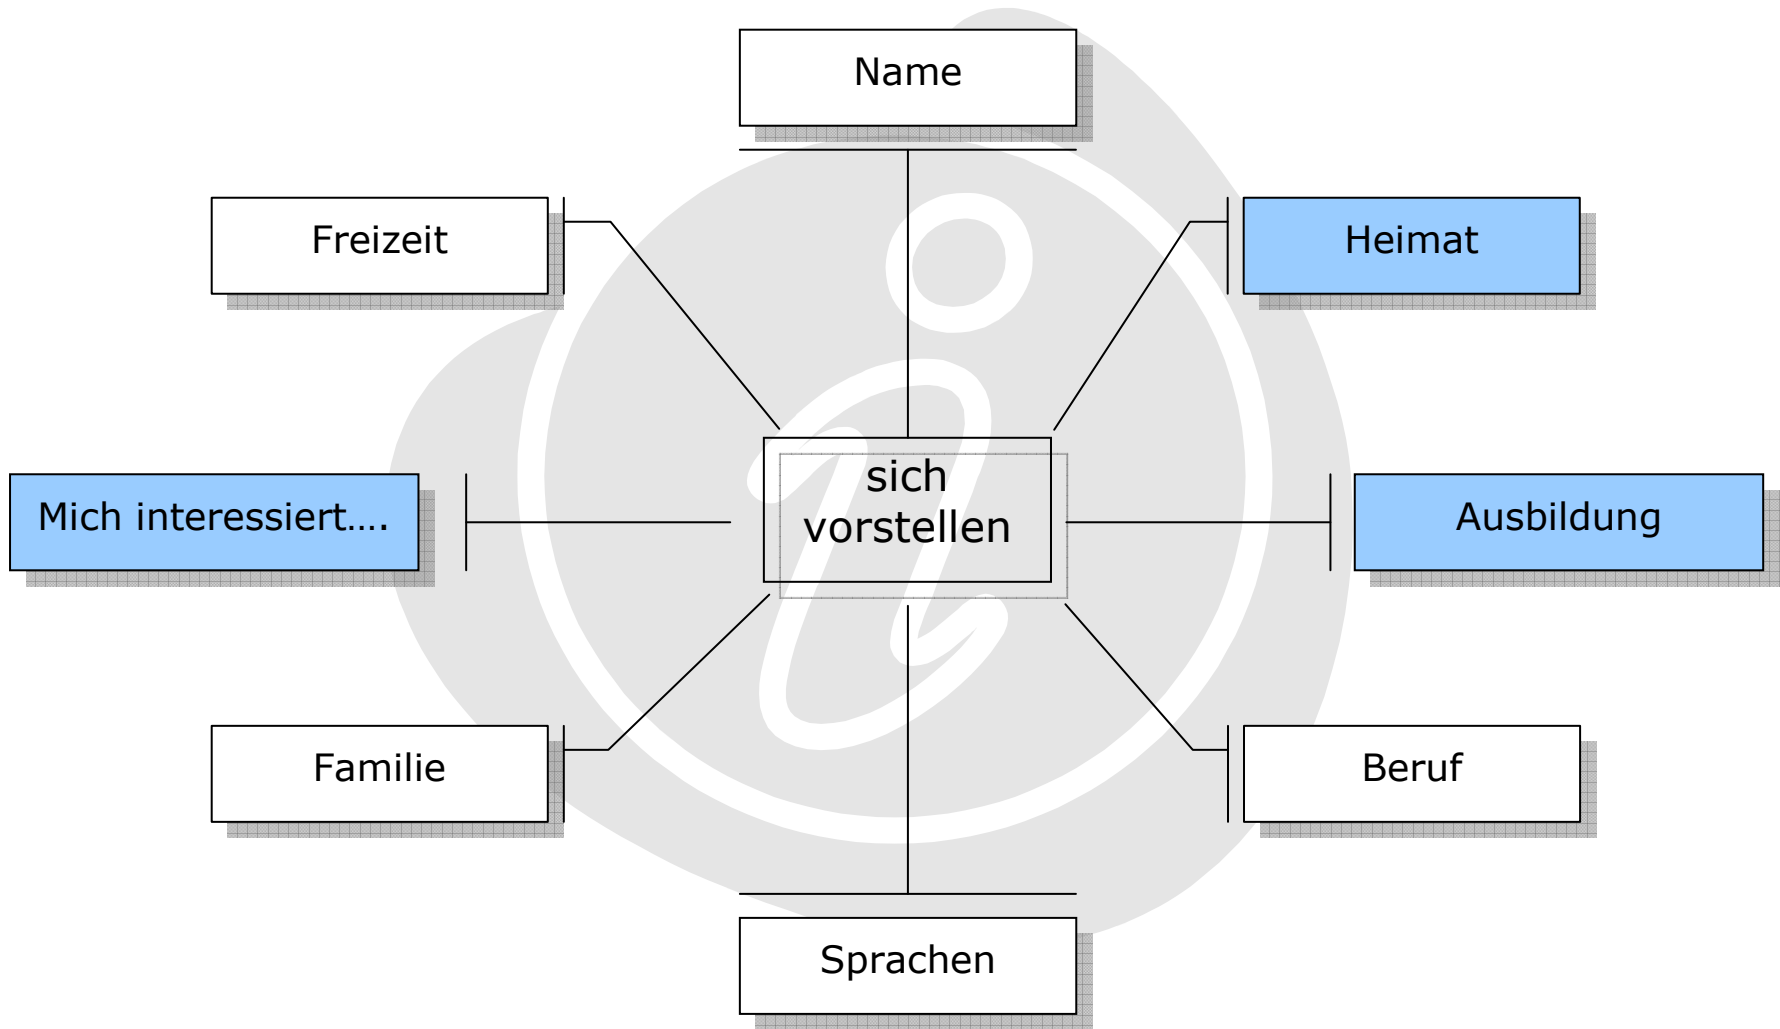 Name
Freizeit
Heimat
sich
vorstellen
Mich interessiert....
Ausbildung
Familie
Beruf
Sprachen